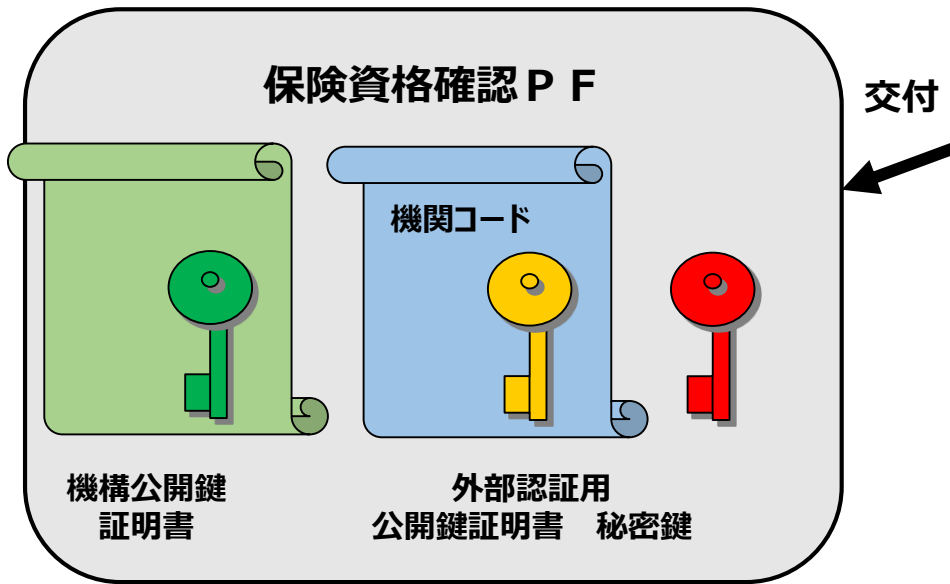 保険資格確認ＰＦ
交付
機関コード
機構公開鍵
証明書
外部認証用
公開鍵証明書　秘密鍵